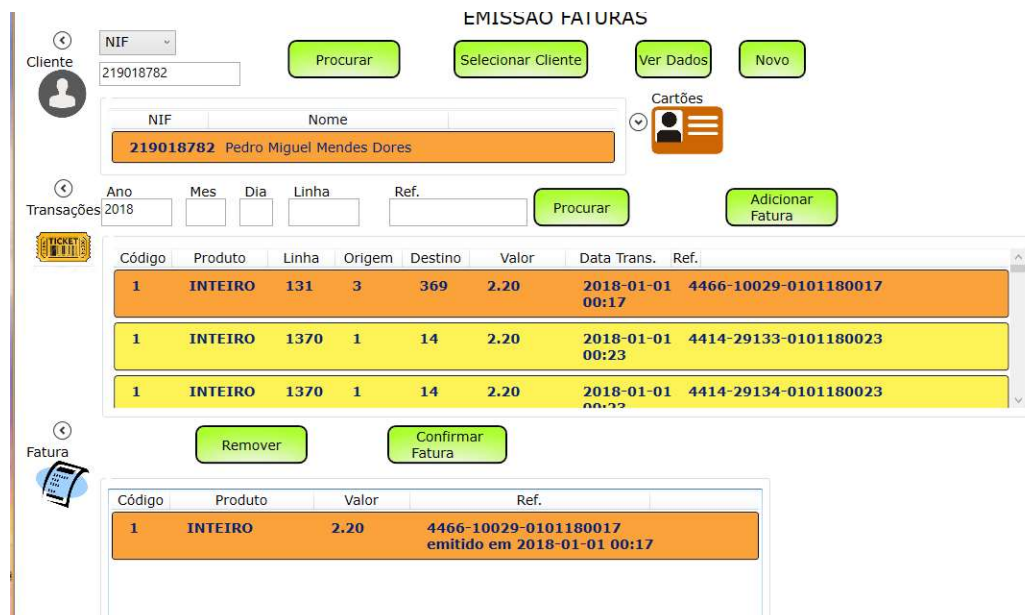 EMISSAO FATURAS
NIF
Cliente
219018782
Procurar
Selecionar Cliente
Ver Dados
Novo
Cartões
NIF Nome
219018782 Pedro Miguel Mendes Dores
Ano Mes Dia Linha Ref.
Transações 2018
Procurar
Adicionar
Fatura
TICKET
Código Produto Linha Origem Destino Valor Data Trans. Ref.
1 INTEIRO 131 3 369 2.20 2018-01-01 4466-10029-0101180017
00:17
1 INTEIRO 1370 1 14 2.20 2018-01-01 4414-29133-0101180023
00:23
1 INTEIRO 1370 1 14 2.20 2018-01-01 4414-29134-0101180023
00:23
Fatura
Remover
Confirmar
Fatura
Código Produto Valor Ref.
1 INTEIRO 2.20 4466-10029-0101180017
emitido em 2018-01-01 00:17